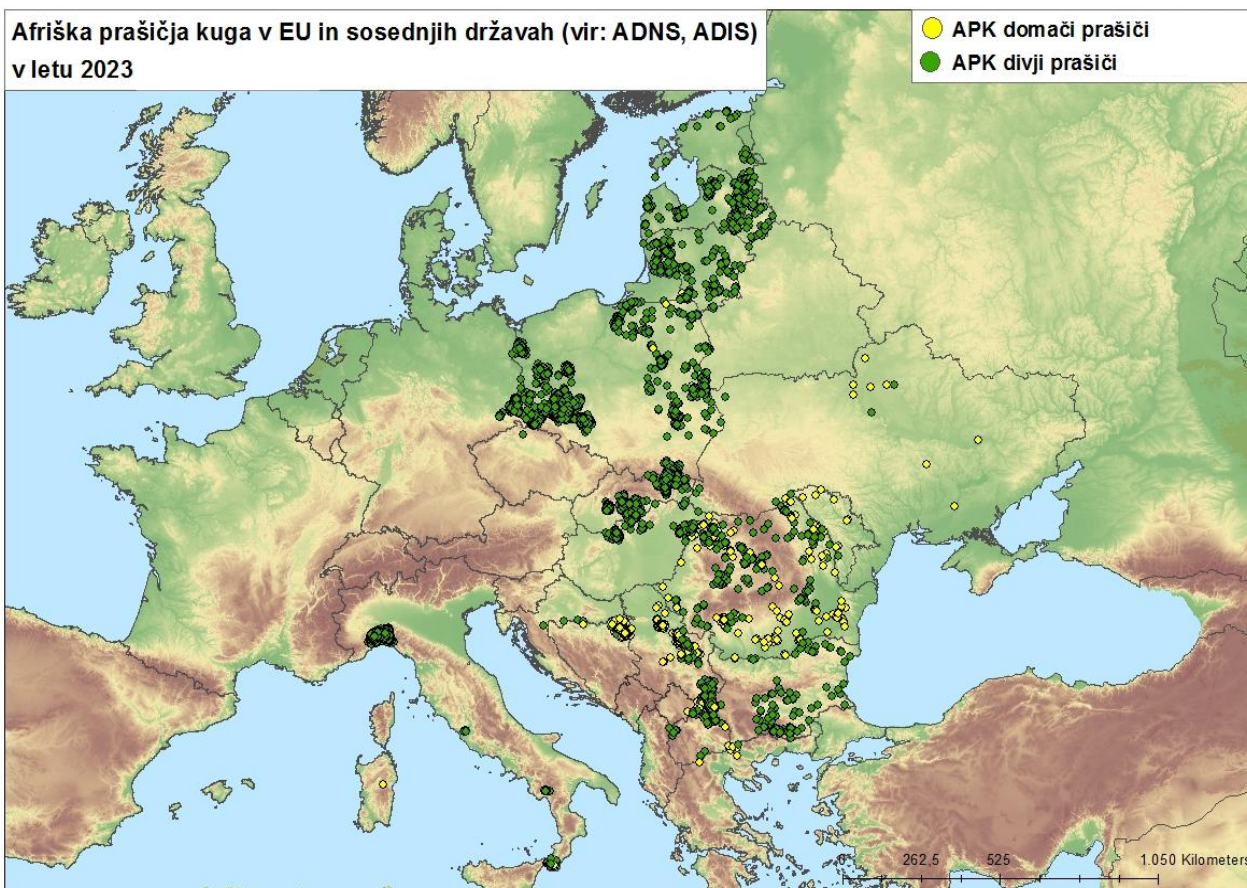 Afriška prašičja kuga v EU in sosednjih državah (vir: ADNS, ADIS)
v letu 2023
APK domači prašiči
APK divji prašiči
0 262,5 525 1.050 Kilometers